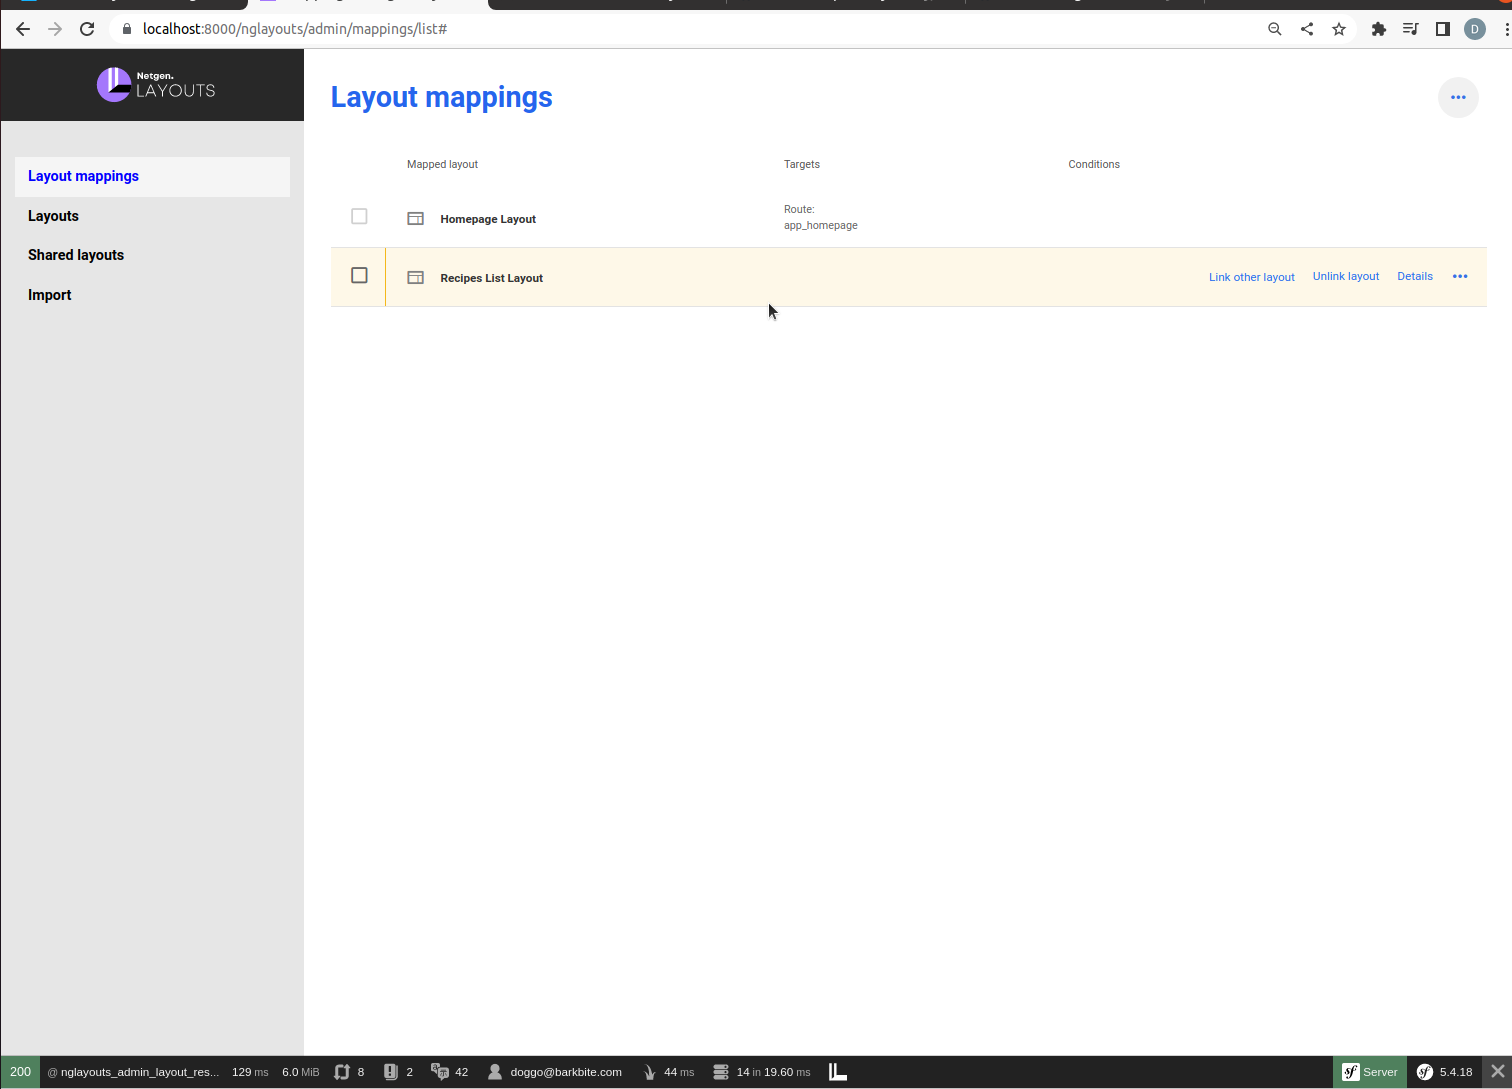 localhost:8000/nglayouts/admin/mappings/list#
D
Netgen.
LAYOUTS
Layout mappings
Layouts
Shared layouts
Import
Layout mappings
Mapped layout Targets Conditions
Homepage Layout
Route:
app_homepage
Recipes List Layout Link other layout Unlink layout Details
200 @ nglayouts_admin_layout_res... 129 ms 6.0 MiB 8 2 42 doggo@barkbite.com 44 ms 14 in 19.60 ms sf Server sf 5.4.18